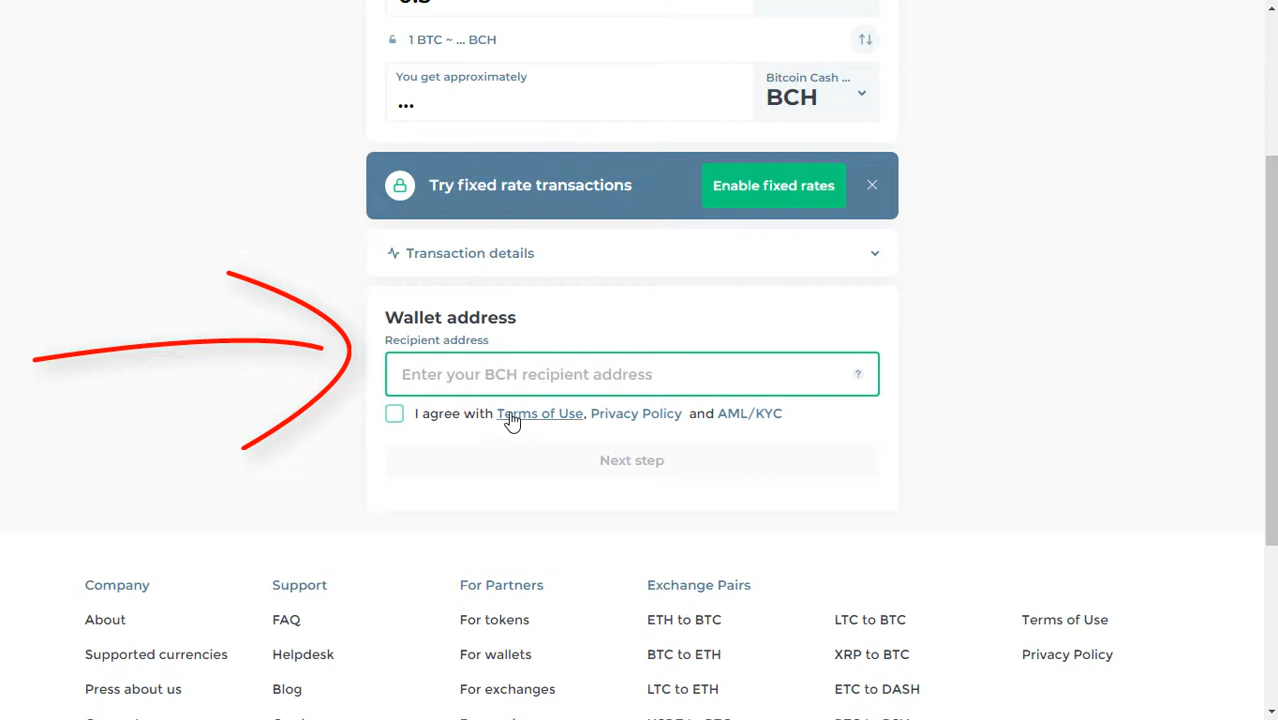 1 BTC ~ ... BCH
You get approximately
...
Bitcoin Cash ...
BCH
Try fixed rate transactions
Enable fixed rates
Transaction details
Wallet address
Recipient address
Enter your BCH recipient address
?
I agree with Terms of Use, Privacy Policy and AML/KYC
Next step
Company
About
Supported currencies
Press about us
Support
FAQ
Helpdesk
Blog
For Partners
For tokens
For wallets
For exchanges
Exchange Pairs
ETH to BTC
BTC to ETH
LTC to ETH
LTC to BTC
XRP to BTC
ETC to DASH
Terms of Use
Privacy Policy